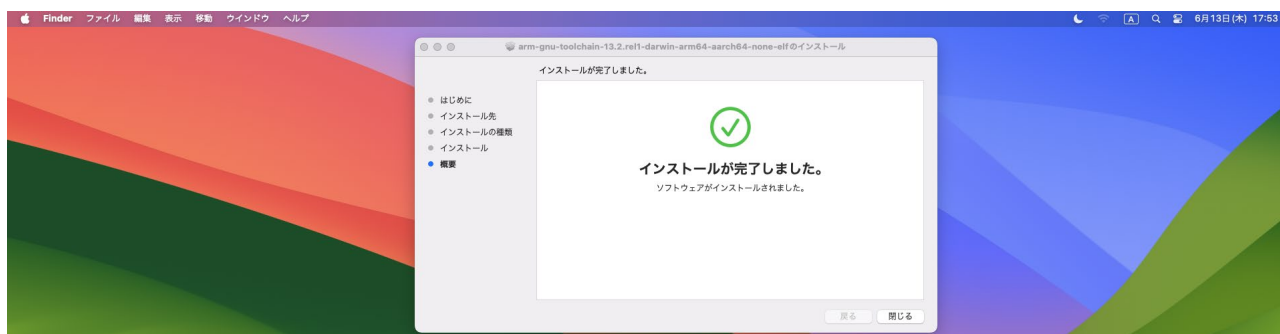 Finder ファイル 編集 表示 移動 ウインドウ ヘルプ A 6月13日(木) 17:53
arm-gnu-toolchain-13.2.rel1-darwin-arm64-aarch64-none-elfのインストール
インストールが完了しました。
はじめに
インストール先
インストールの種類
インストール
概要
インストールが完了しました。
ソフトウェアがインストールされました。
戻る 閉じる